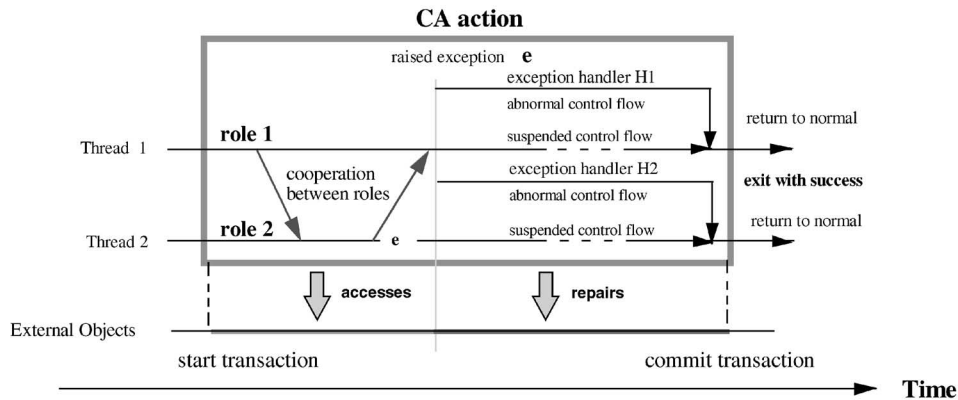 CA action
raised exception e
exception handler H1
abnormal control flow
return to normal
role 1
suspended control flow
Thread 1
cooperation
between roles
exception handler H2
abnormal control flow
exit with success
role 2
e
suspended control flow
return to normal
Thread 2
accesses
repairs
External Objects
start transaction
commit transaction
Time